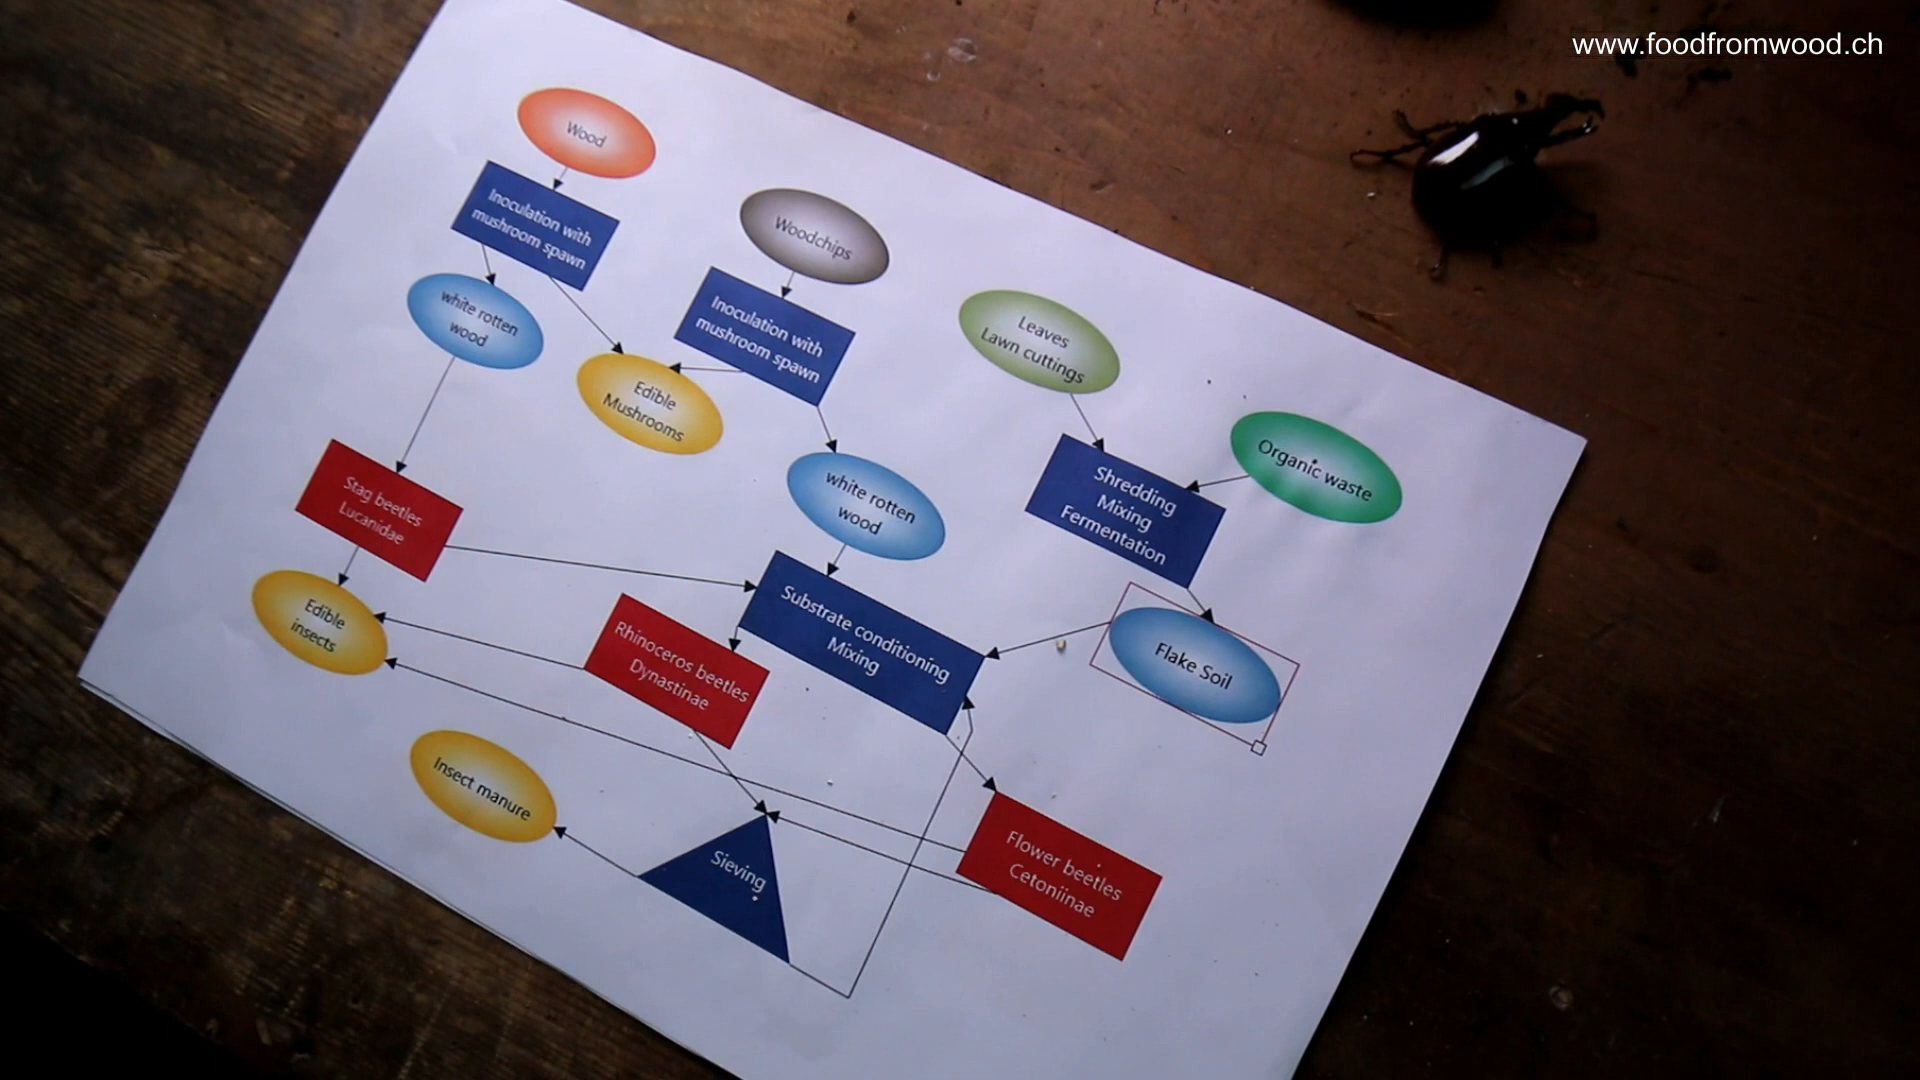 www.foodfromwood.ch
Wood
Inoculation with
mushroom spawn
Woodchips
white rotten
wood
Inoculation with
mushroom spawn
Leaves
Lawn cuttings
Edible
Mushrooms
Organic waste
Stag beetles
Lucanidae
white rotten
wood
Shredding
Mixing
Fermentation
Edible
insects
Rhinoceros beetles
Dynastinae
Substrate conditioning
Mixing
Flake Soil
Insect manure
Sieving
Flower beetles
Cetoniinae